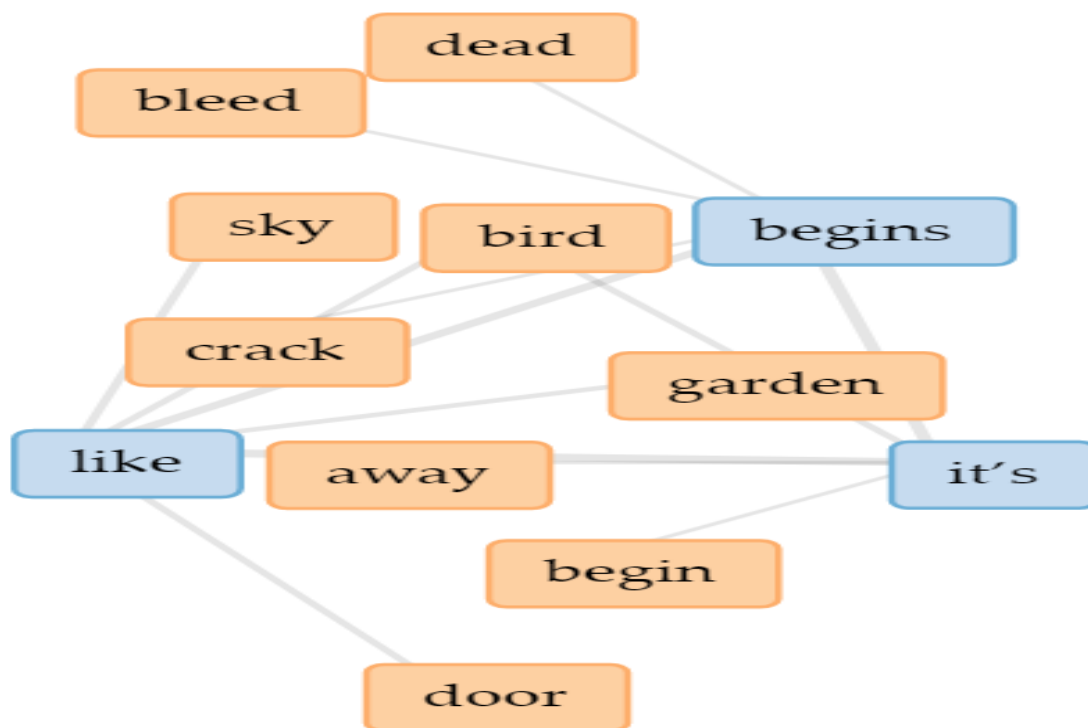 dead
bleed
sky
bird
begins
crack
garden
like
away
it′s
begin
door